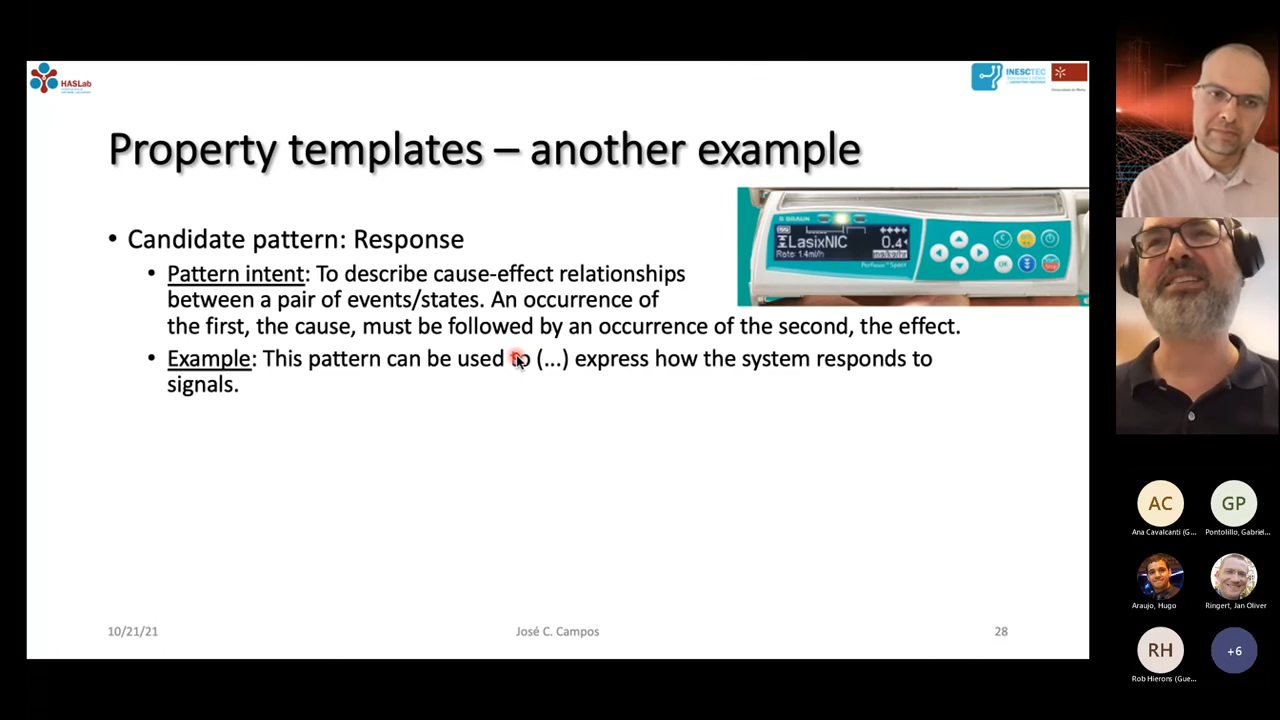 HASLab
INESCTEC
Property templates – another example
B BRAUN
LasixNIC 0.4
Rate: 1.4ml/h
OK
• Candidate pattern: Response
• Pattern intent: To describe cause-effect relationships
between a pair of events/states. An occurrence of
the first, the cause, must be followed by an occurrence of the second, the effect.
• Example: This pattern can be used to (...) express how the system responds to
signals.
10/21/21
José C. Campos
28
AC
GP
Ana Cavalcanti (G...
Pontolillo, Gabriel...
Araujo, Hugo
Ringert, Jan Oliver
RH
+6
Rob Hierons (Gue...